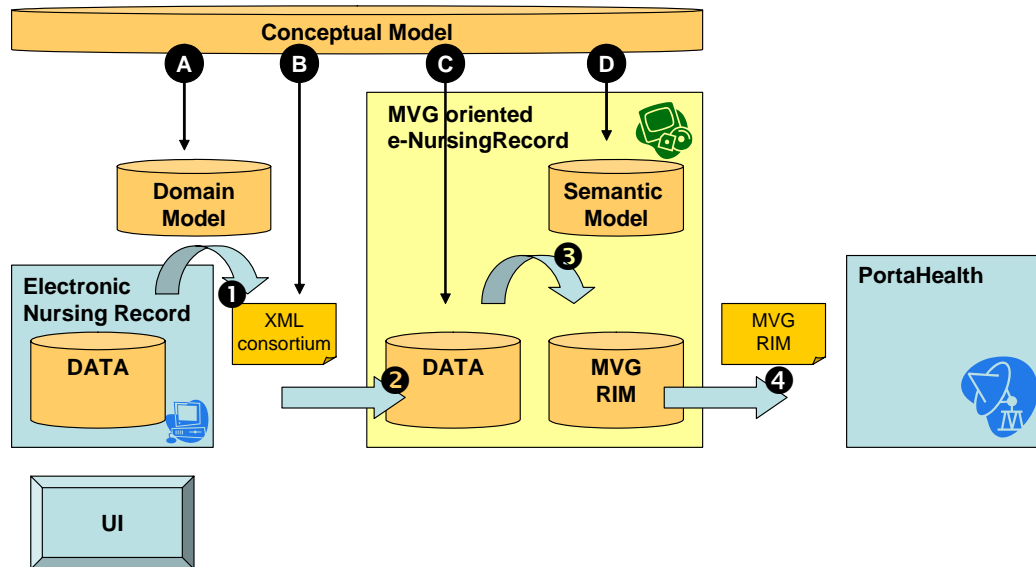 Conceptual Model
A
B
C
D
MVG oriented
e-NursingRecord
Domain
Model
Semantic
Model
3
Electronic
Nursing Record
1
PortaHealth
XML
consortium
MVG
RIM
DATA
2
DATA
MVG
RIM
4
UI